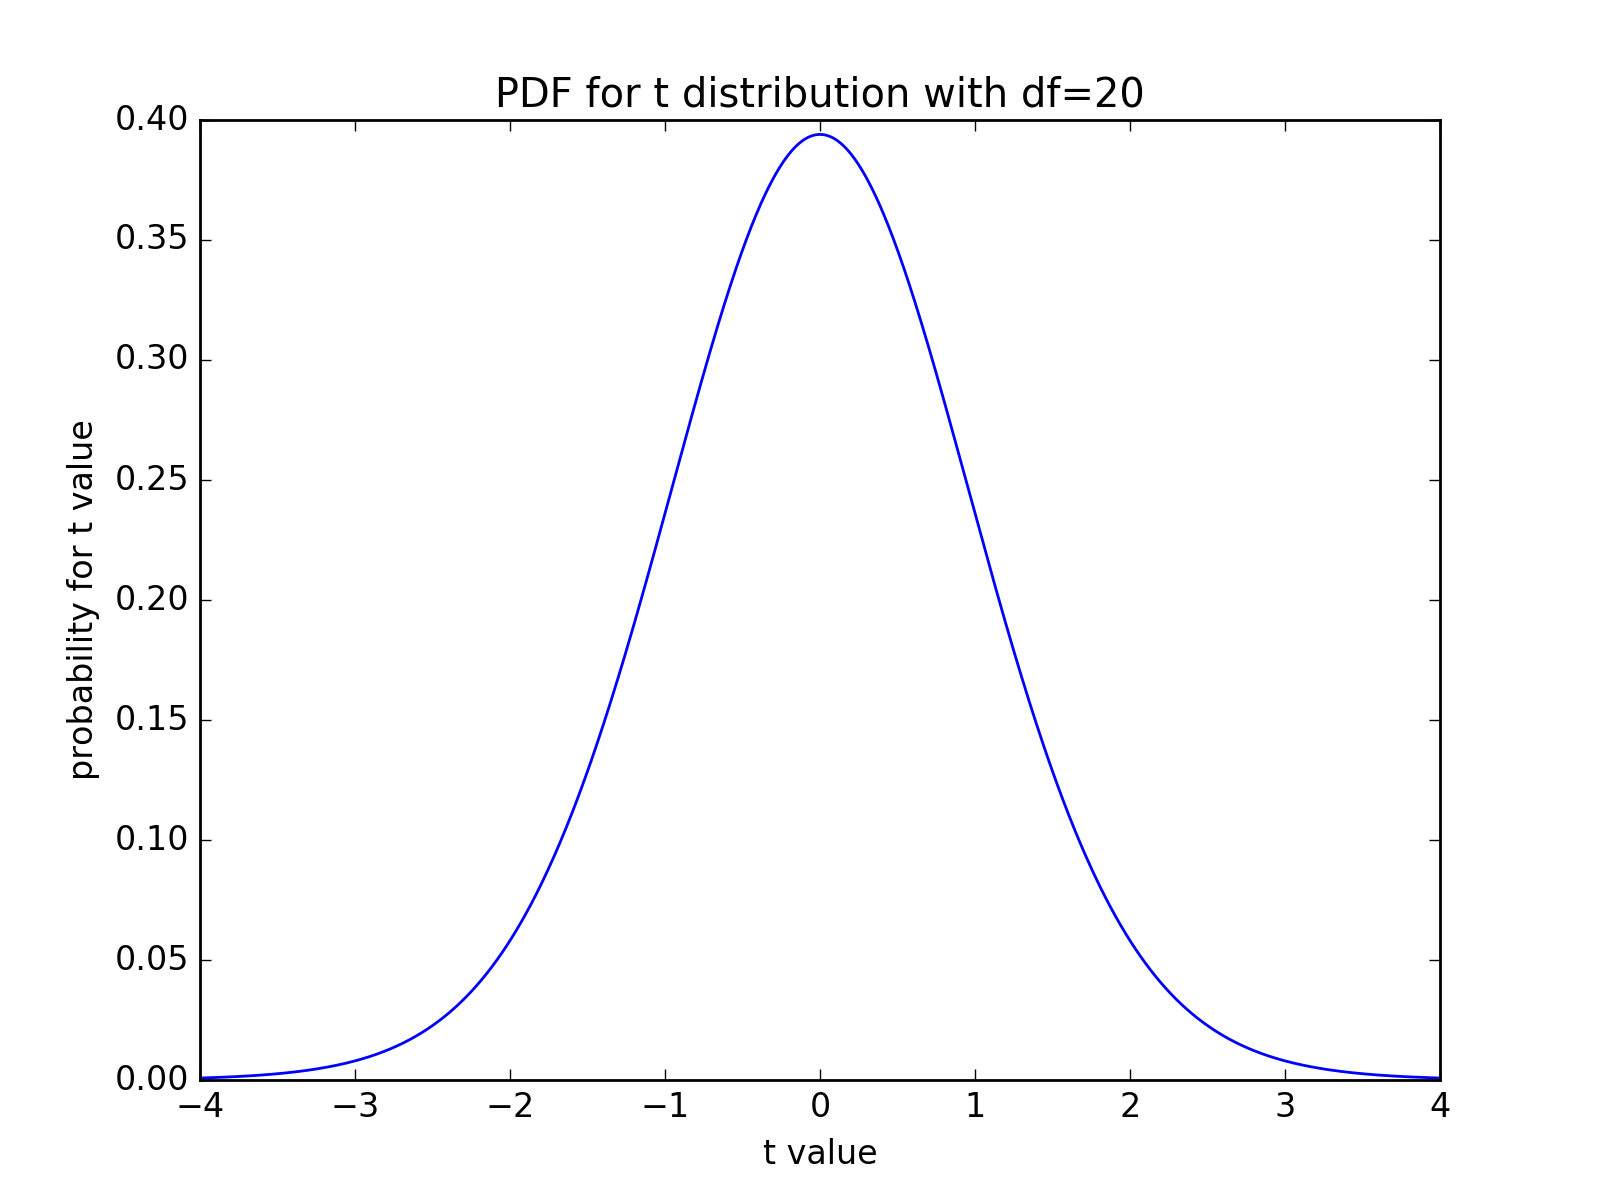 PDF for t distribution with df=20
0.40
0.35
0.30
0.25
0.20
0.15
0.10
0.05
0.00
probability for t value
−4 −3 −2 −1 0 1 2 3 4
t value